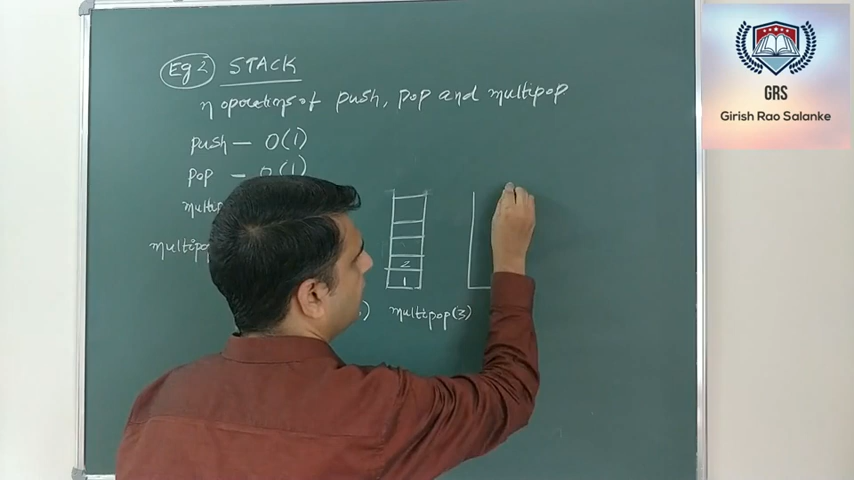 Eg 2 STACK
n operations of push, pop and multipop
push — O(1)
pop — O(1)
2
1
multipop(3)
GRS
Girish Rao Salanke